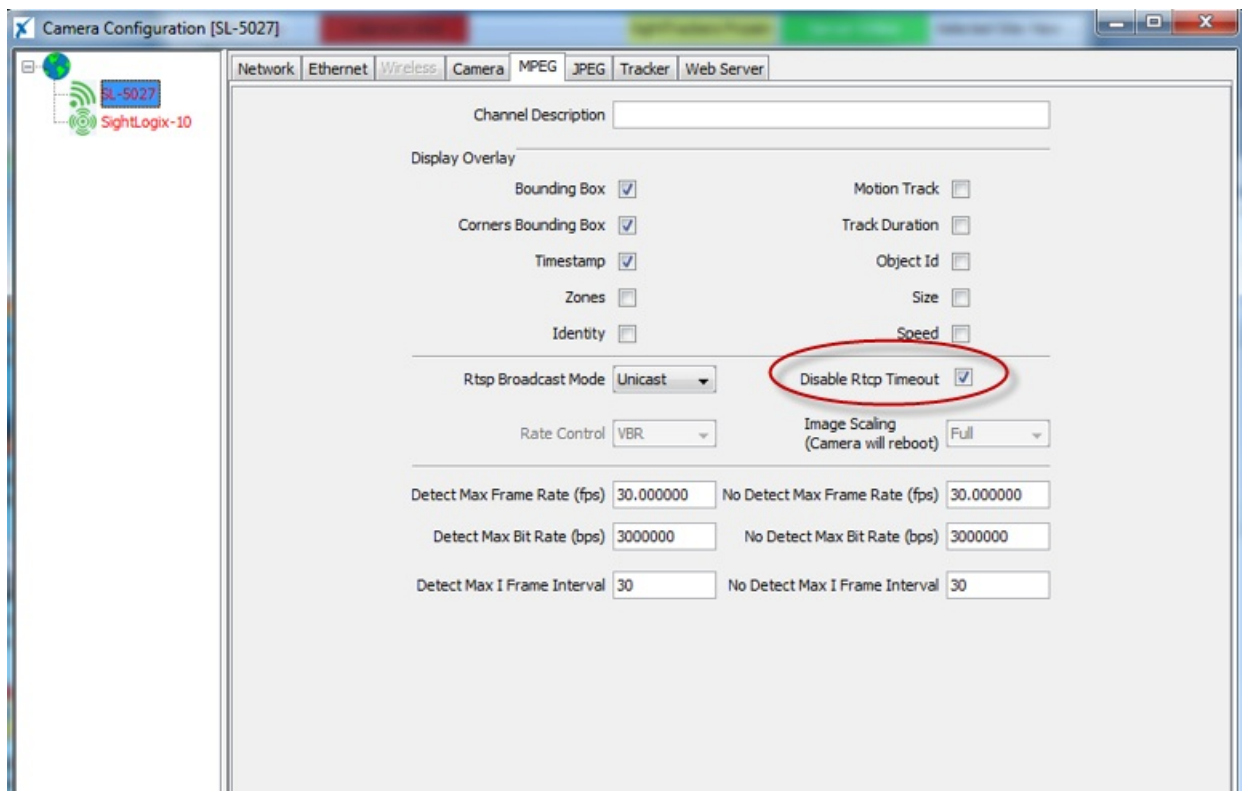 Camera Configuration [SL-5027]
SL-5027
SightLogix-10
Network Ethernet Wireless Camera MPEG JPEG Tracker Web Server
Channel Description
Display Overlay
Bounding Box Motion Track
Corners Bounding Box Track Duration
Timestamp Object Id
Zones Size
Identity Speed
Rtsp Broadcast Mode Unicast Disable Rtcp Timeout
Rate Control VBR Image Scaling
(Camera will reboot) Full
Detect Max Frame Rate (fps) 30.000000 No Detect Max Frame Rate (fps) 30.000000
Detect Max Bit Rate (bps) 3000000 No Detect Max Bit Rate (bps) 3000000
Detect Max I Frame Interval 30 No Detect Max I Frame Interval 30